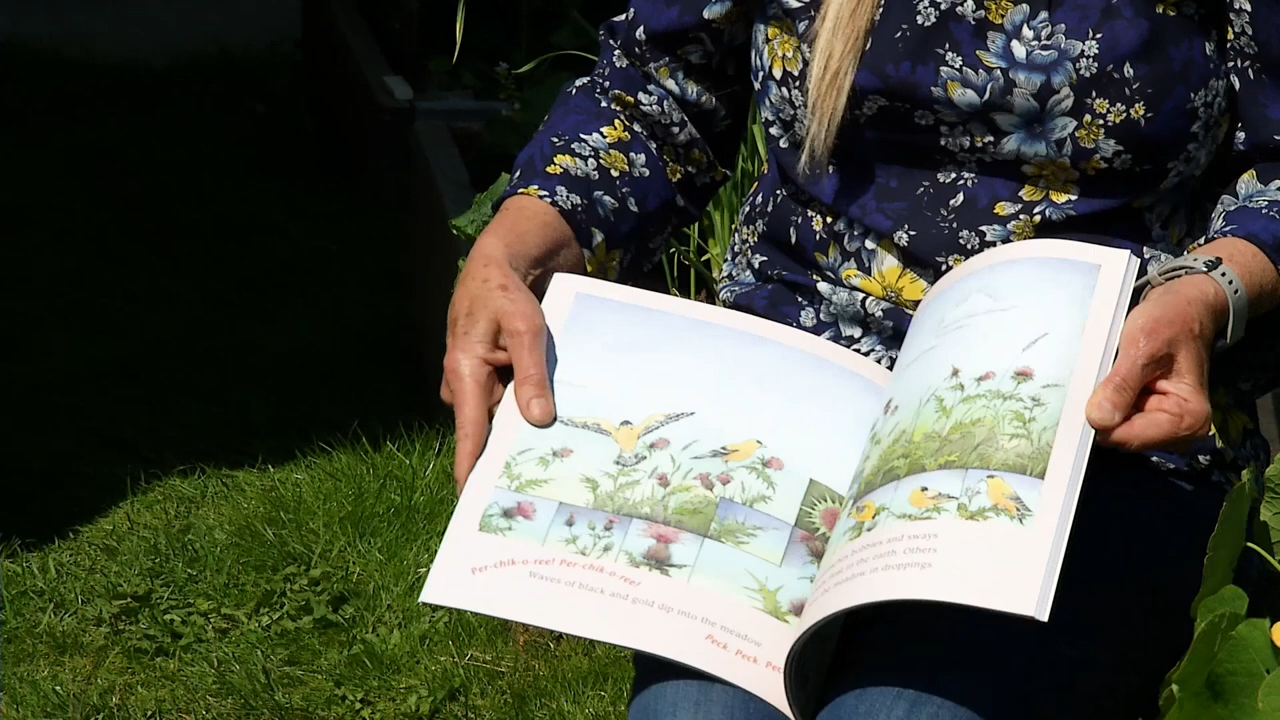 Per-chik-o-ree! Per-chik-o-ree!
Waves of black and gold dip into the meadow
Peck. Peck. Pec
bobbles and sways
in the earth. Others
the meadow in droppings